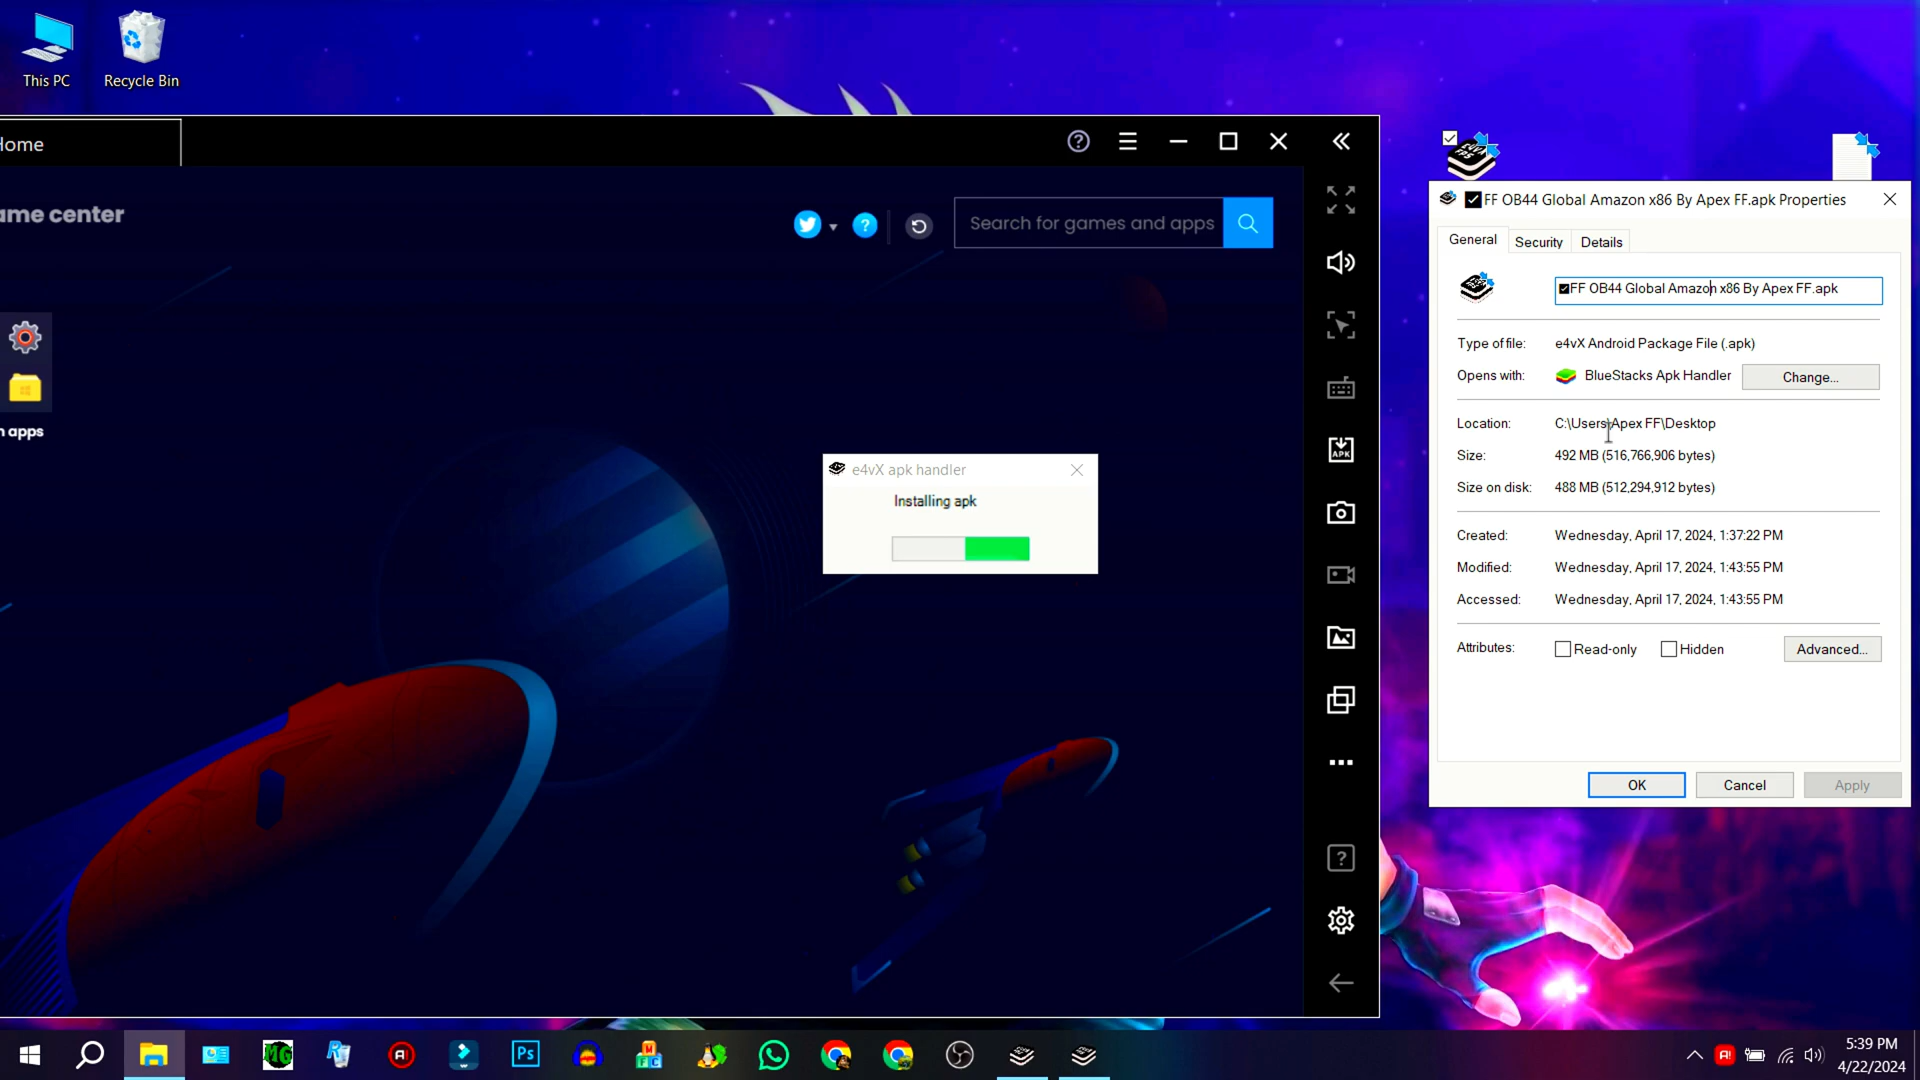 This PC
Recycle Bin
Home
ame center
Search for games and apps
n apps
APK
e4vX apk handler
Installing apk
FF OB44 Global Amazon x86 By Apex FF.apk Properties
General
Security
Details
FF OB44 Global Amazon x86 By Apex FF.apk
Type of file:
e4vX Android Package File (.apk)
Opens with:
BlueStacks Apk Handler
Change...
Location:
C:\Users\Apex FF\Desktop
Size:
492 MB (516,766,906 bytes)
Size on disk:
488 MB (512,294,912 bytes)
Created:
Wednesday, April 17, 2024, 1:37:22 PM
Modified:
Wednesday, April 17, 2024, 1:43:55 PM
Accessed:
Wednesday, April 17, 2024, 1:43:55 PM
Attributes:
Read-only
Hidden
Advanced...
OK
Cancel
Apply
MG
A!
Ps
A!
5:39 PM
4/22/2024